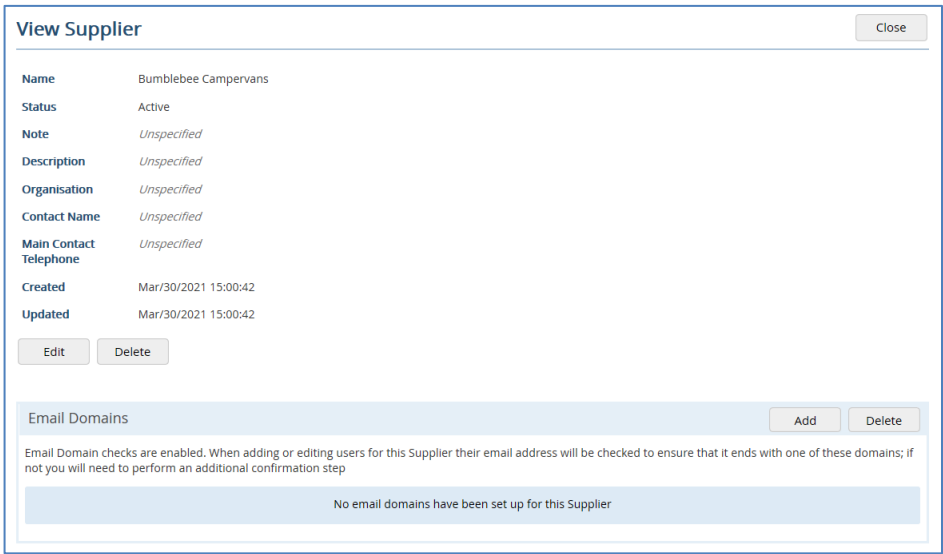 View Supplier
Close
Name Bumblebee Campervans
Status Active
Note Unspecified
Description Unspecified
Organisation Unspecified
Contact Name Unspecified
Main Contact Unspecified
Telephone
Created Mar/30/2021 15:00:42
Updated Mar/30/2021 15:00:42
Edit Delete
Email Domains Add Delete
Email Domain checks are enabled. When adding or editing users for this Supplier their email address will be checked to ensure that it ends with one of these domains; if
not you will need to perform an additional confirmation step
No email domains have been set up for this Supplier